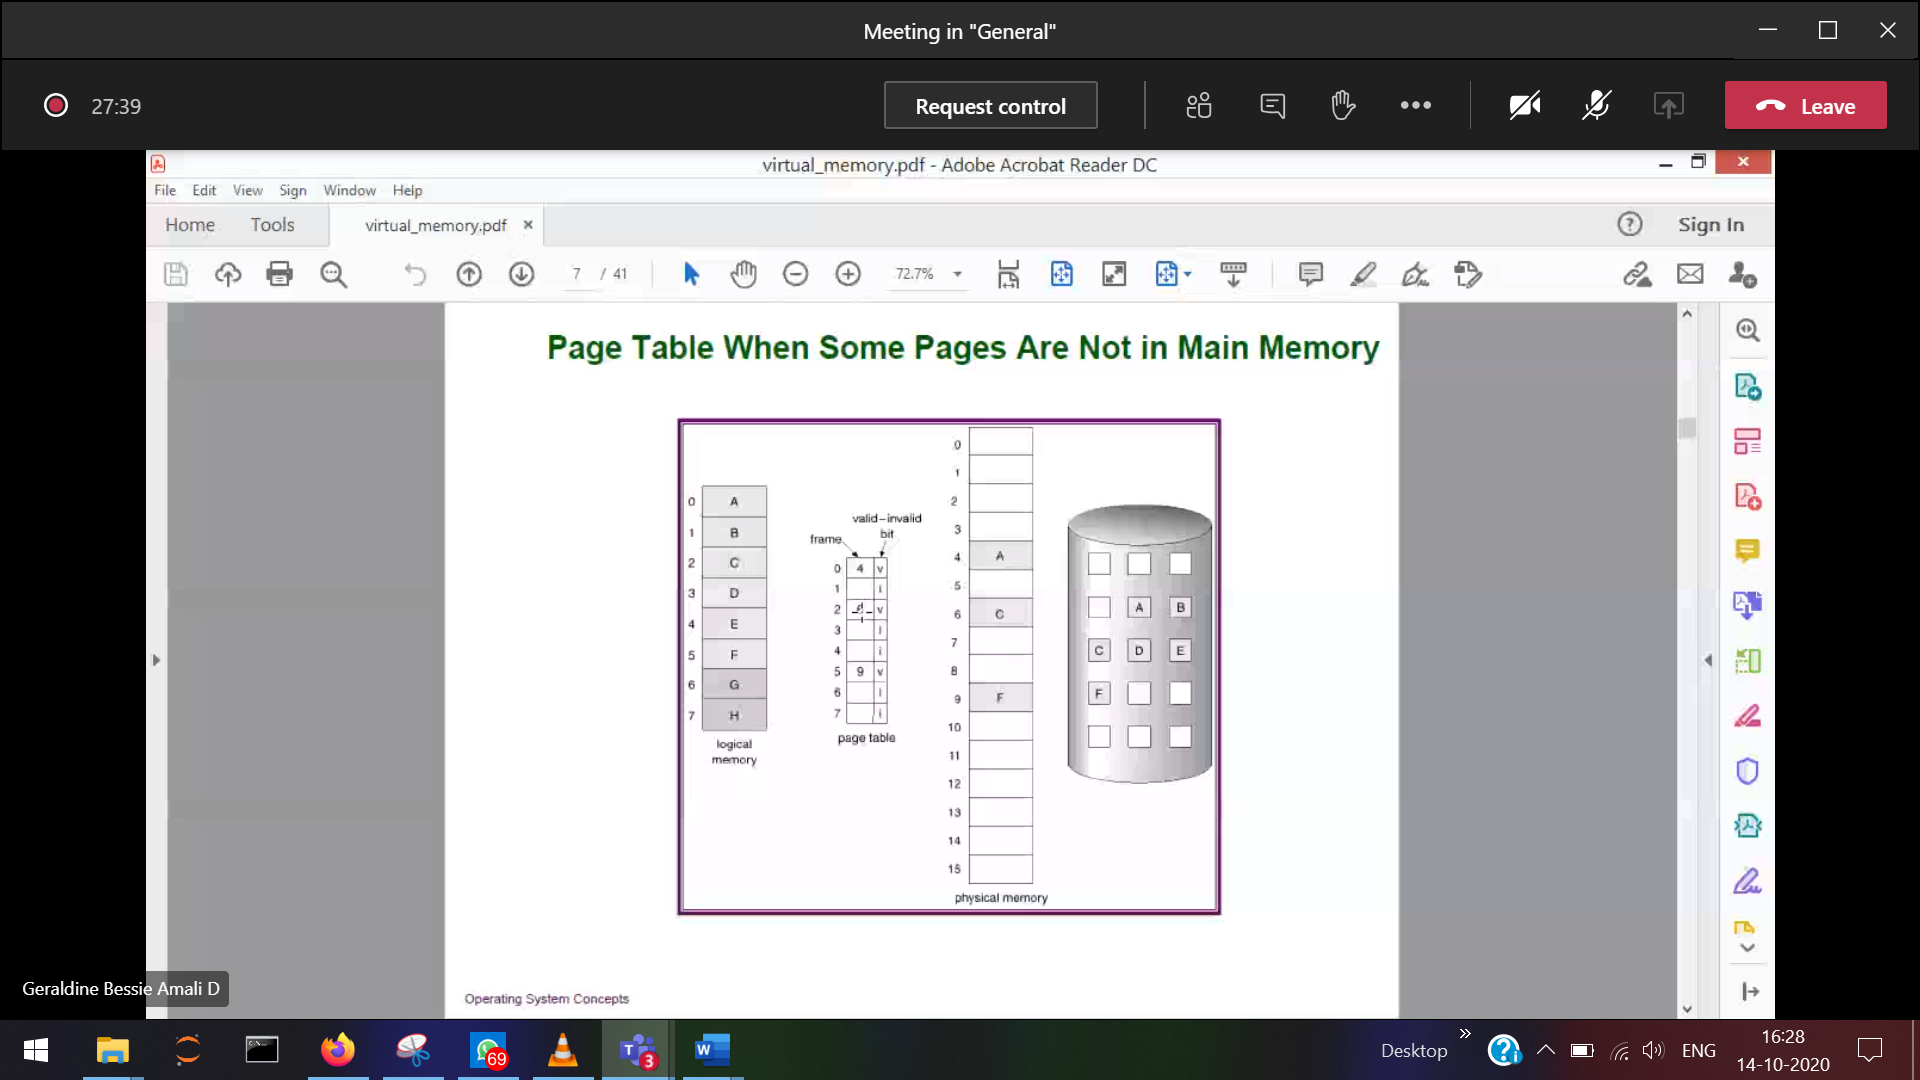 Meeting in "General"
27:39
Request control
Leave
virtual_memory.pdf - Adobe Acrobat Reader DC
File Edit View Sign Window Help
Home Tools virtual_memory.pdf
Sign In
7 / 41
72.7%
Page Table When Some Pages Are Not in Main Memory
0 A
1 B
2 C
3 D
4 E
5 F
6 G
7 H
logical
memory
valid–invalid
bit
frame
0 4 v
1 i
2 v
3 i
4 i
5 9 v
6 i
7 i
page table
0
1
2
3
4 A
5
6 C
7
8
9 F
10
11
12
13
14
15
physical memory
A B
C D E
F
Operating System Concepts
Geraldine Bessie Amali D
69
3
Desktop
ENG
16:28
14-10-2020